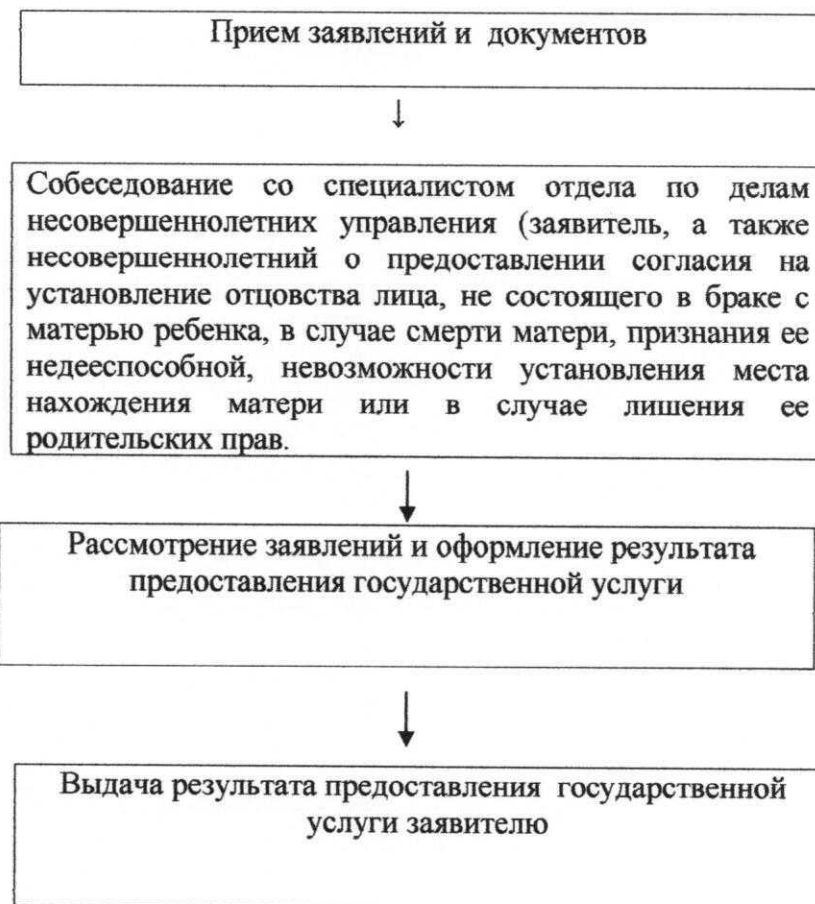 Прием заявлений и документов
↓
Собеседование со специалистом отдела по делам
несовершеннолетних управления (заявитель, а также
несовершеннолетний о предоставлении согласия на
установление отцовства лица, не состоящего в браке с
матерью ребенка, в случае смерти матери, признания ее
недееспособной, невозможности установления места
нахождения матери или в случае лишения ее
родительских прав.
Рассмотрение заявлений и оформление результата
предоставления государственной услуги
Выдача результата предоставления государственной
услуги заявителю